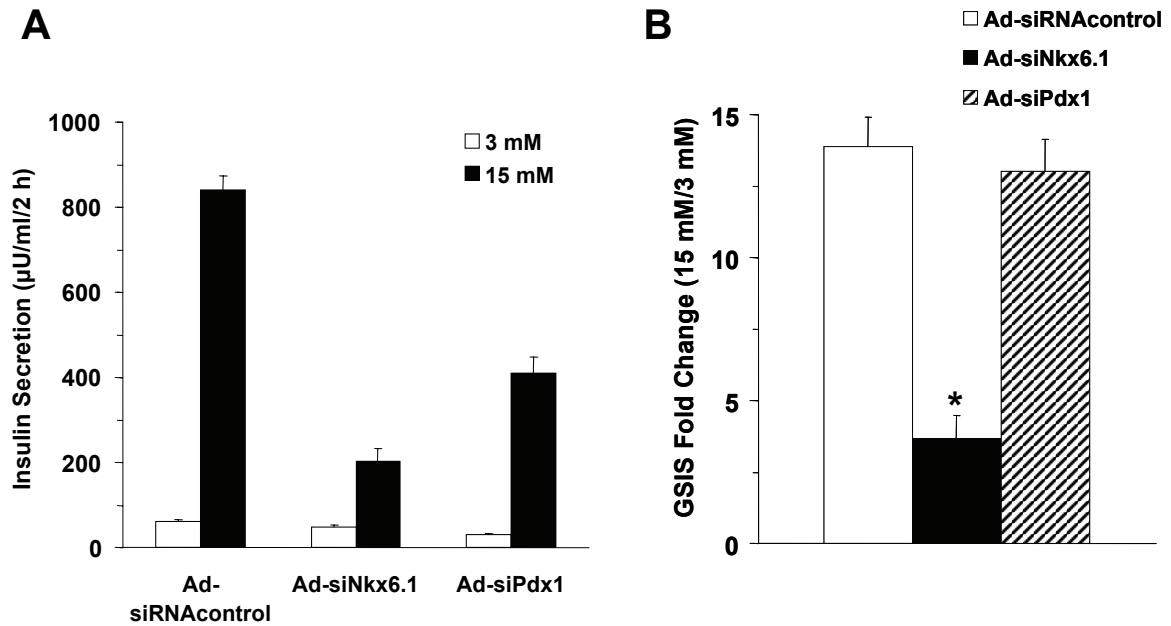 A
Insulin Secretion (µU/ml/2 h)
1000
800
600
400
200
0
3 mM
15 mM
Ad-
siRNAcontrol
Ad-siNkx6.1
Ad-siPdx1
B
Ad-siRNAcontrol
Ad-siNkx6.1
Ad-siPdx1
GSIS Fold Change (15 mM/3 mM)
15
10
5
0
*